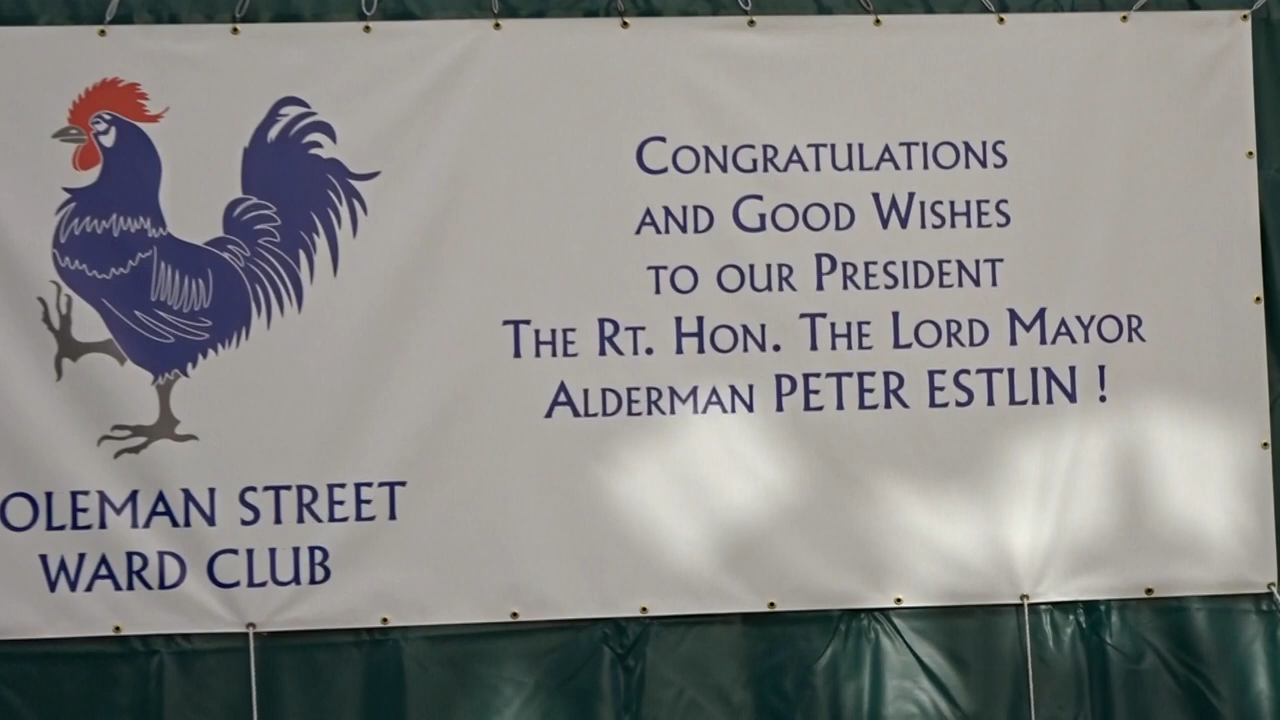 OLEMAN STREET
WARD CLUB
CONGRATULATIONS
AND GOOD WISHES
TO OUR PRESIDENT
THE RT. HON. THE LORD MAYOR
ALDERMAN PETER ESTLIN !